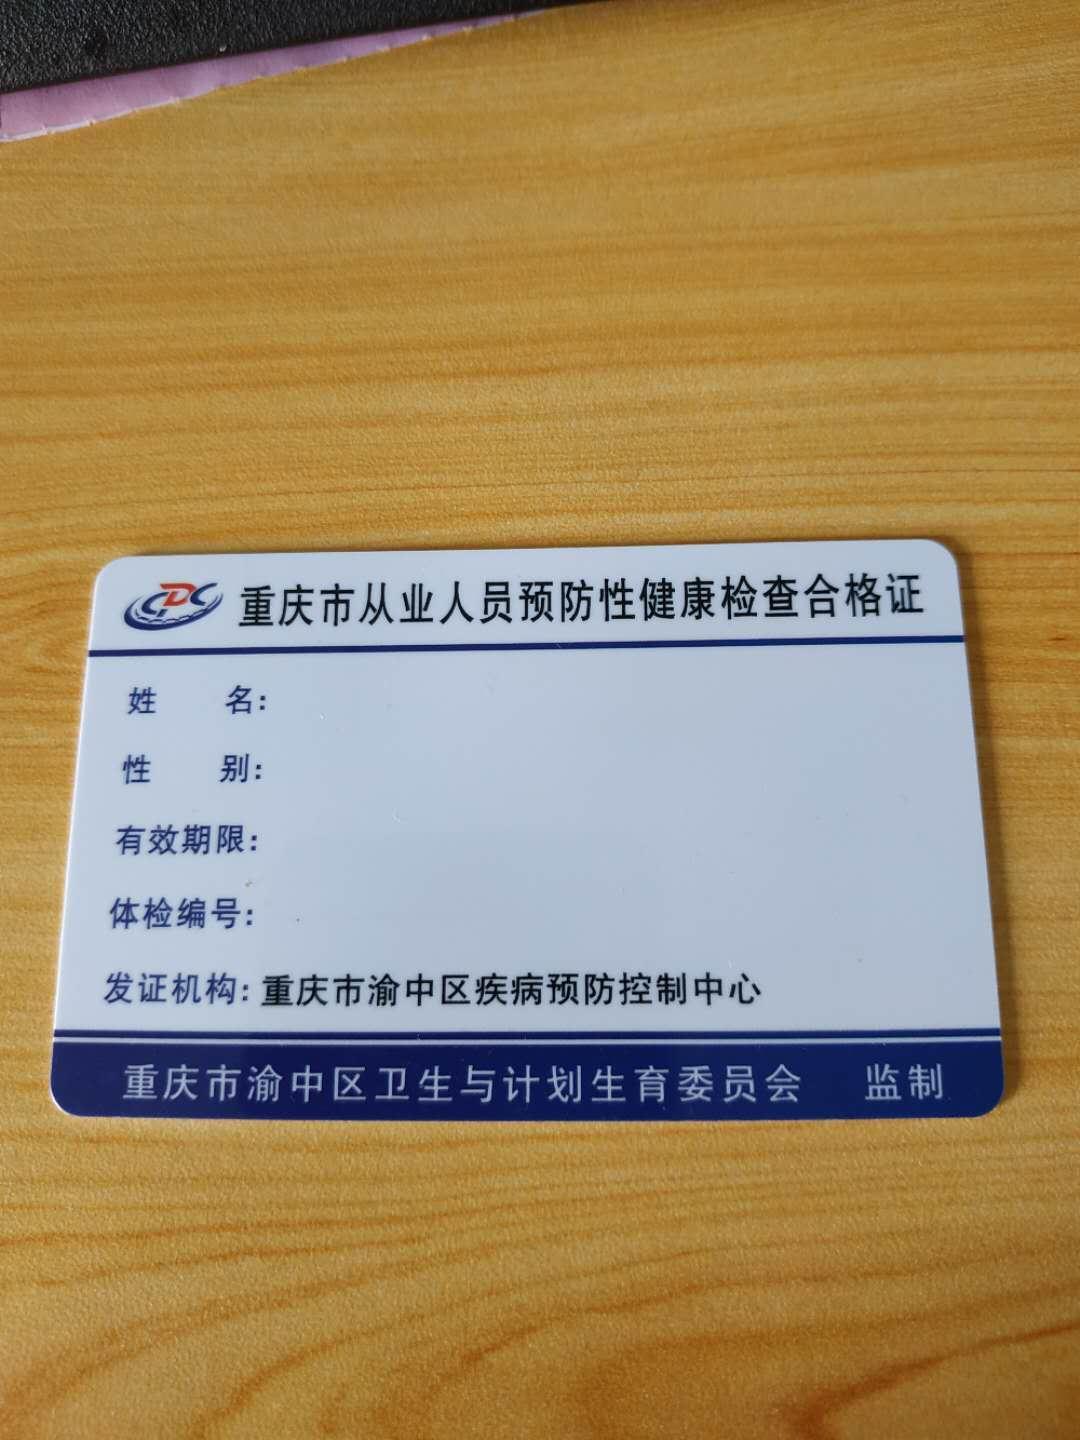 CDC 重庆市从业人员预防性健康检查合格证
姓 名:
性 别:
有效期限:
体检编号:
发证机构: 重庆市渝中区疾病预防控制中心
重庆市渝中区卫生与计划生育委员会 监制